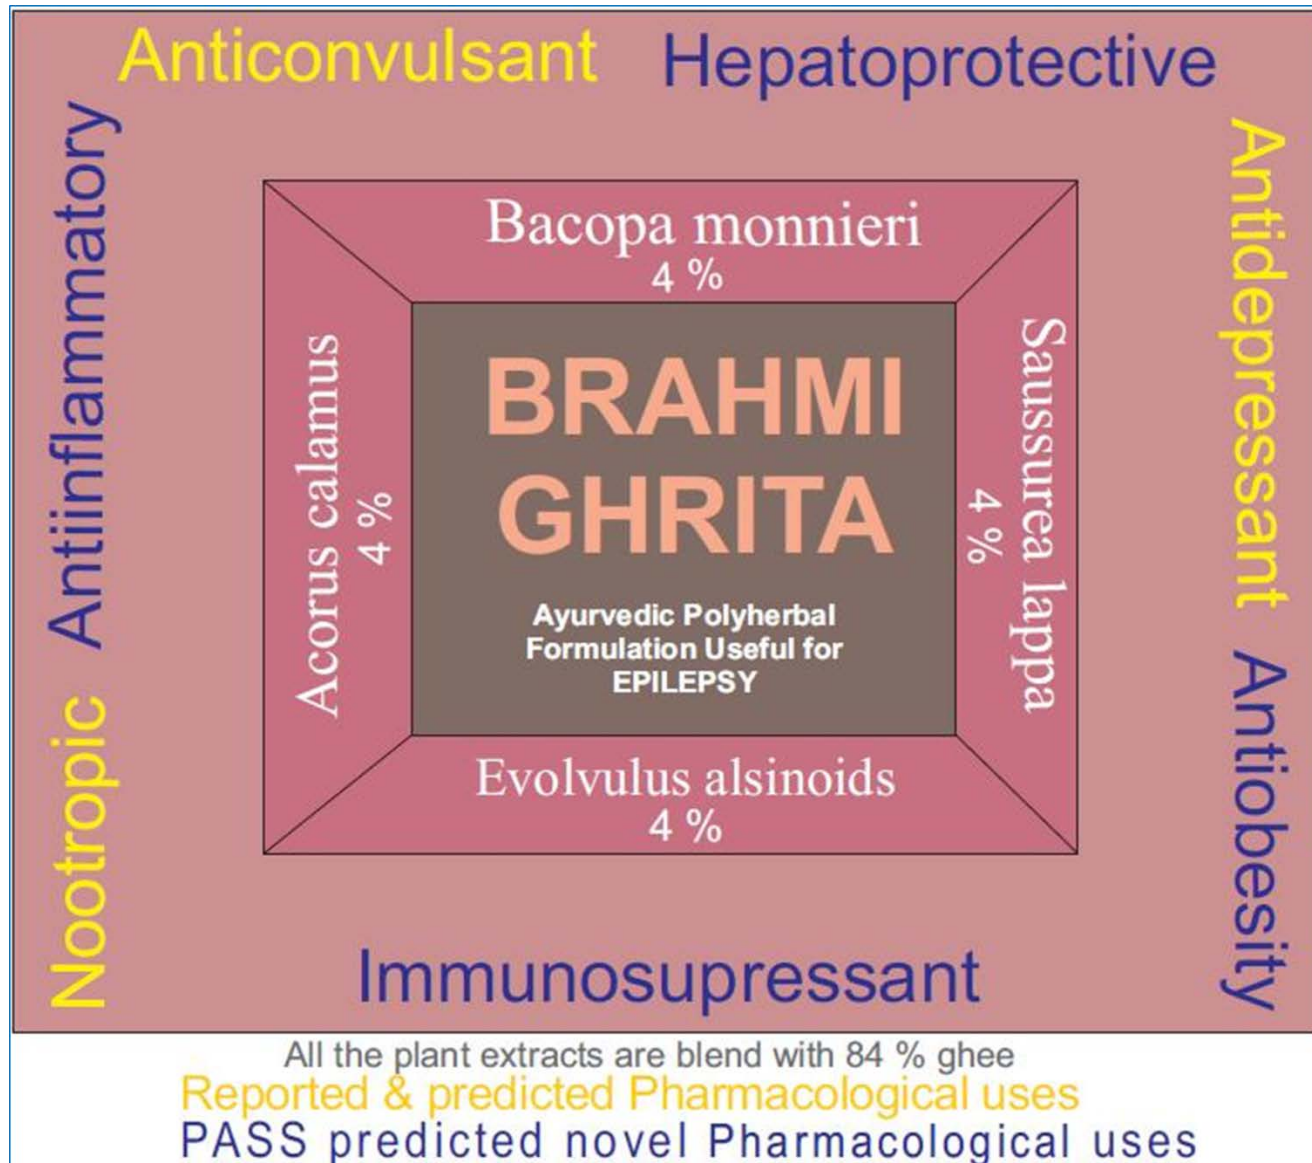 Anticonvulsant Hepatoprotective
Antiinflammatory
Nootropic
Antidepressant
Antiobesity
Bacopa monnieri
4 %
Acorus calamus
4 %
Saussurea lappa
4 %
BRAHMI
GHRITA
Ayurvedic Polyherbal
Formulation Useful for
EPILEPSY
Evolvulus alsinoids
4 %
Immunosupressant
All the plant extracts are blend with 84 % ghee
Reported & predicted Pharmacological uses
PASS predicted novel Pharmacological uses